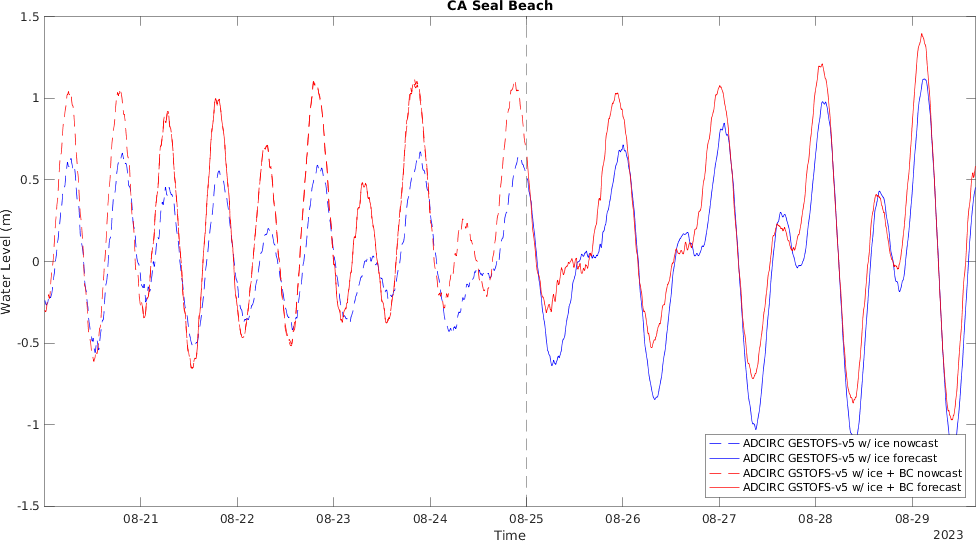 CA Seal Beach
1.5
1
0.5
0
-0.5
-1
-1.5
Water Level (m)
08-21 08-22 08-23 08-24 08-25 08-26 08-27 08-28 08-29
Time
2023
ADCIRC GESTOFS-v5 w/ ice nowcast
ADCIRC GESTOFS-v5 w/ ice forecast
ADCIRC GSTOFS-v5 w/ ice + BC nowcast
ADCIRC GSTOFS-v5 w/ ice + BC forecast